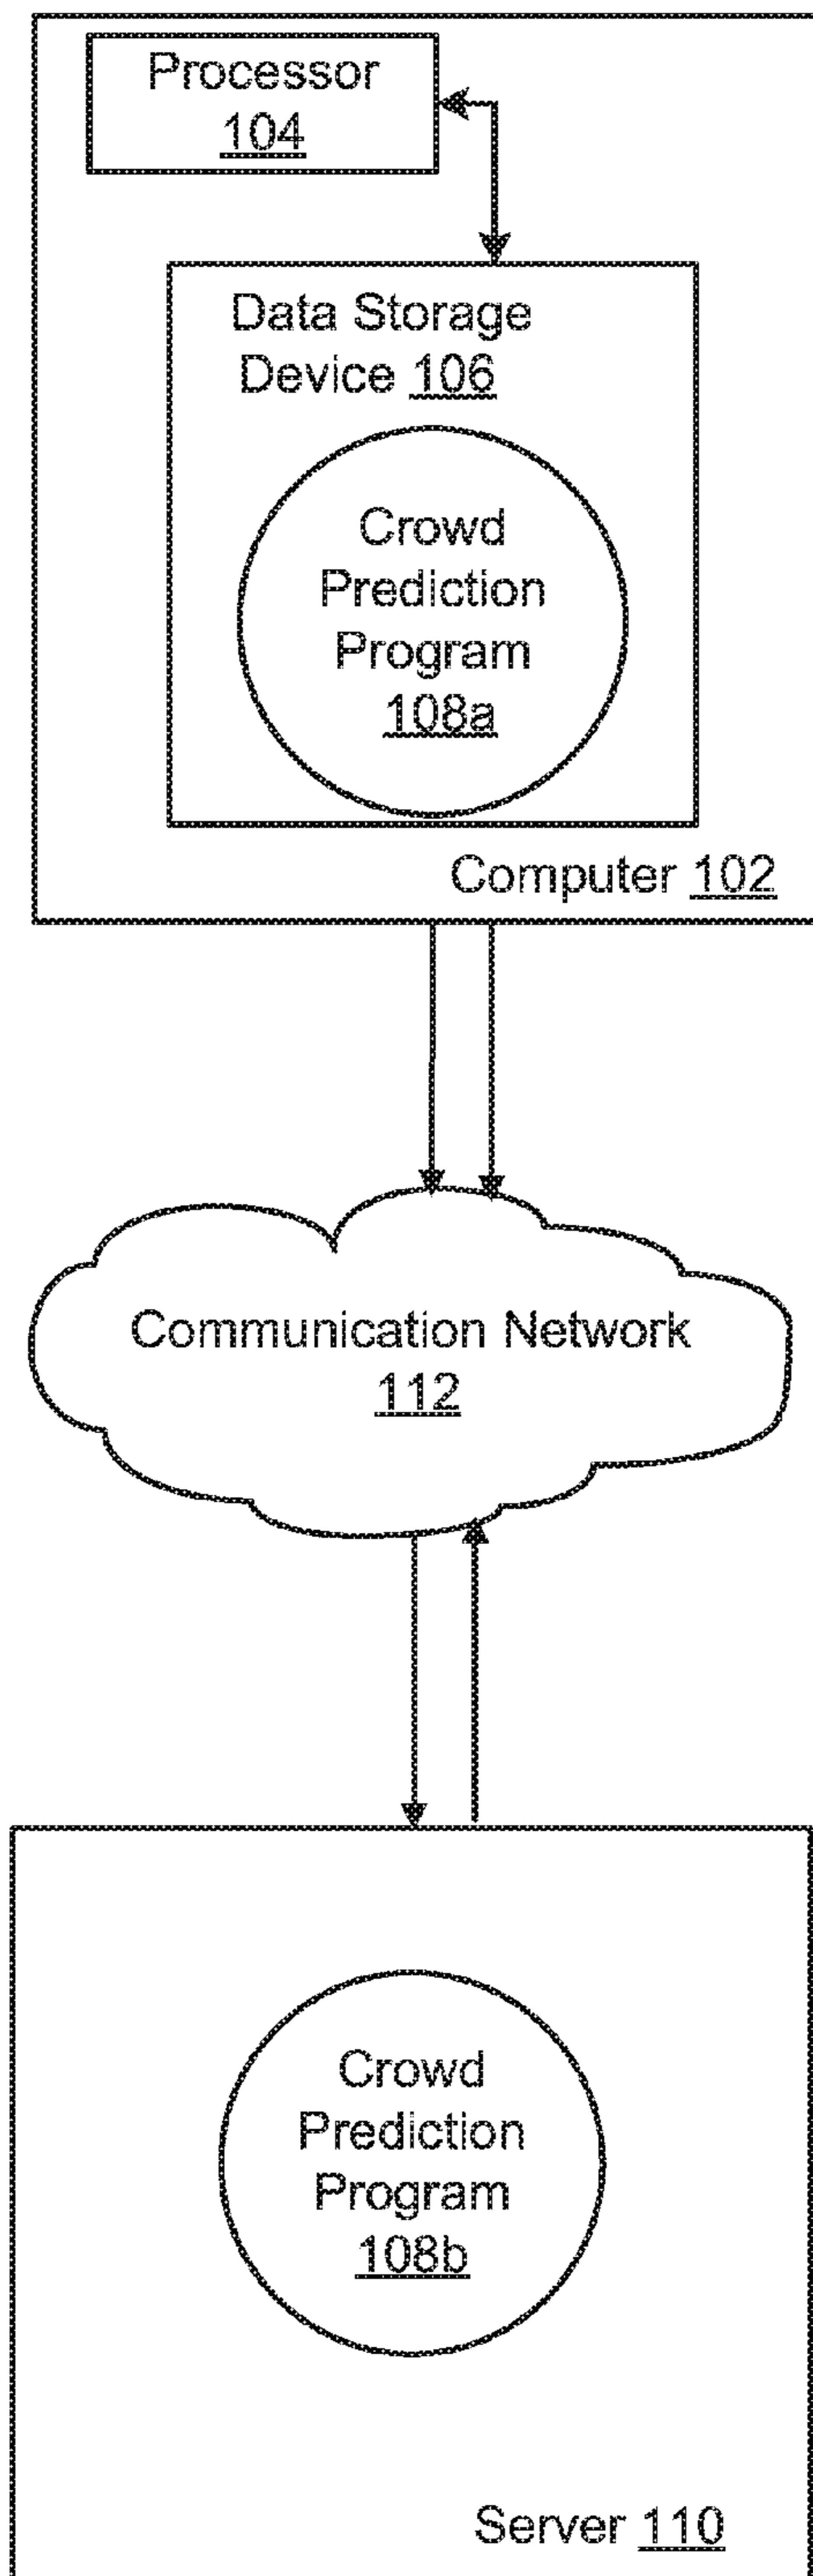 Processor
104
Data Storage
Device 106
Crowd
Prediction
Program
108a
Computer 102
Communication Network
112
Crowd
Prediction
Program
108b
Server 110